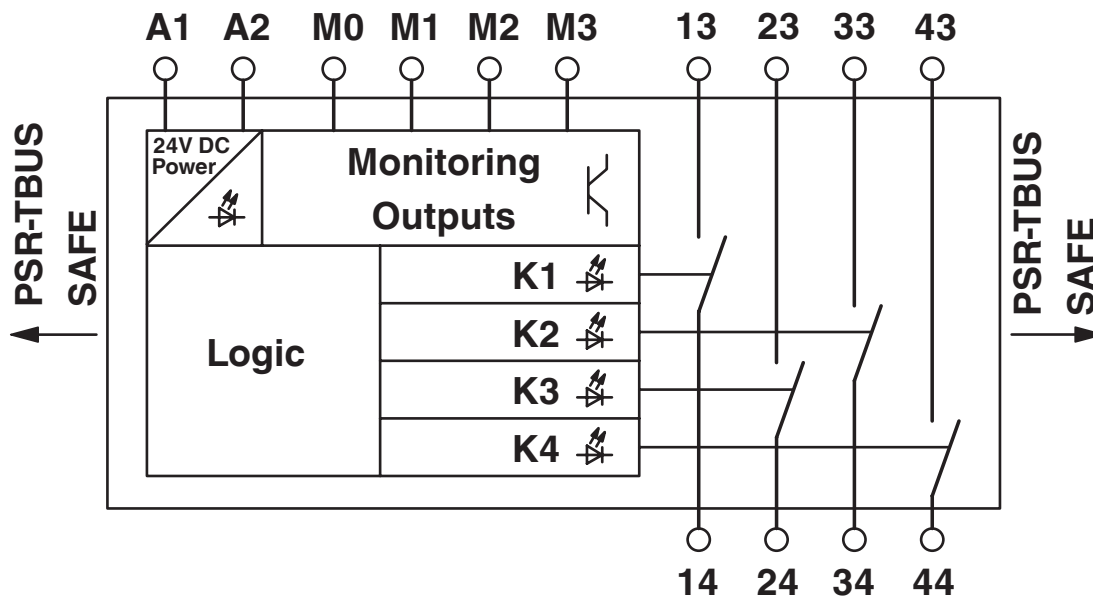 A1 A2 M0 M1 M2 M3 13 23 33 43
PSR-TBUS
SAFE
24V DC
Power
Monitoring
Outputs
Logic
K1
K2
K3
K4
PSR-TBUS
SAFE
14 24 34 44